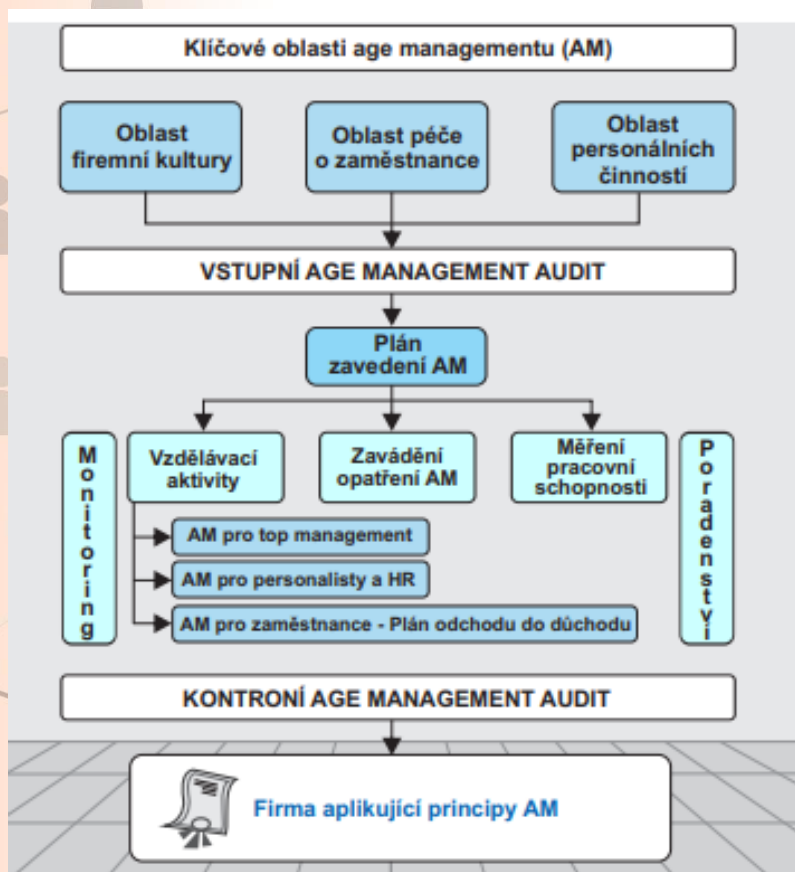 Klíčové oblasti age managementu (AM)
Oblast
firemní kultury
Oblast péče
o zaměstnance
Oblast
personálních
činností
VSTUPNÍ AGE MANAGEMENT AUDIT
Plán
zavedení AM
Monitoring
Vzdělávací
aktivity
Zavádění
opatření AM
Měření
pracovní
schopnosti
Poradenství
AM pro top management
AM pro personalisty a HR
AM pro zaměstnance - Plán odchodu do důchodu
KONTRONÍ AGE MANAGEMENT AUDIT
Firma aplikující principy AM